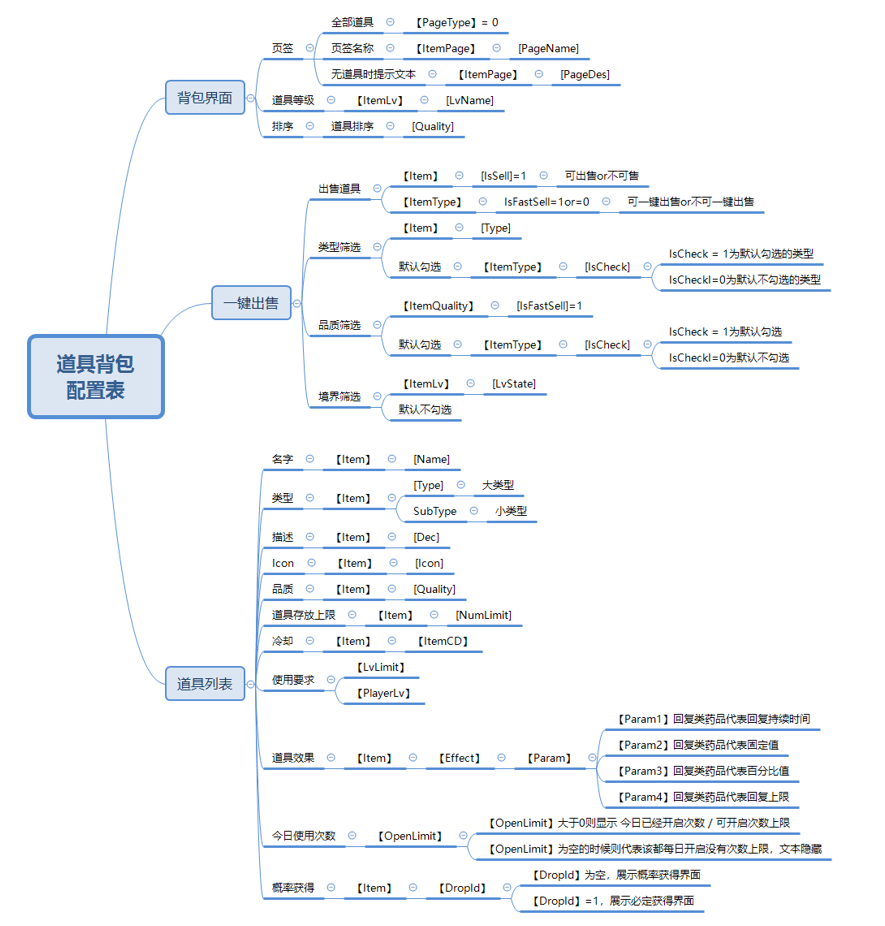 道具背包
配置表
背包界面
页签
全部道具
【PageType】= 0
页签名称
【ItemPage】
[PageName]
无道具时提示文本
【ItemPage】
[PageDes]
道具等级
【ItemLv】
[LvName]
排序
道具排序
[Quality]
一键出售
出售道具
【Item】
[IsSell]=1
可出售or不可售
【ItemType】
IsFastSell=1or=0
可一键出售or不可一键出售
类型筛选
【Item】
[Type]
默认勾选
【ItemType】
[IsCheck]
IsCheck = 1为默认勾选的类型
IsCheckI=0为默认不勾选的类型
品质筛选
【ItemQuality】
[IsFastSell]=1
默认勾选
【ItemType】
[IsCheck]
IsCheck = 1为默认勾选
IsCheckI=0为默认不勾选
境界筛选
【ItemLv】
[LvState]
默认不勾选
道具列表
名字
【Item】
[Name]
类型
【Item】
[Type]
大类型
SubType
小类型
描述
【Item】
[Dec]
Icon
【Item】
[Icon]
品质
【Item】
[Quality]
道具存放上限
【Item】
[NumLimit]
冷却
【Item】
【ItemCD】
使用要求
【LvLimit】
【PlayerLv】
道具效果
【Item】
【Effect】
【Param】
【Param1】回复类药品代表回复持续时间
【Param2】回复类药品代表固定值
【Param3】回复类药品代表百分比值
【Param4】回复类药品代表回复上限
今日使用次数
【OpenLimit】
【OpenLimit】大于0则显示 今日已经开启次数 / 可开启次数上限
【OpenLimit】为空的时候则代表该都每日开启没有次数上限，文本隐藏
概率获得
【Item】
【DropId】
【DropId】为空，展示概率获得界面
【DropId】=1，展示必定获得界面